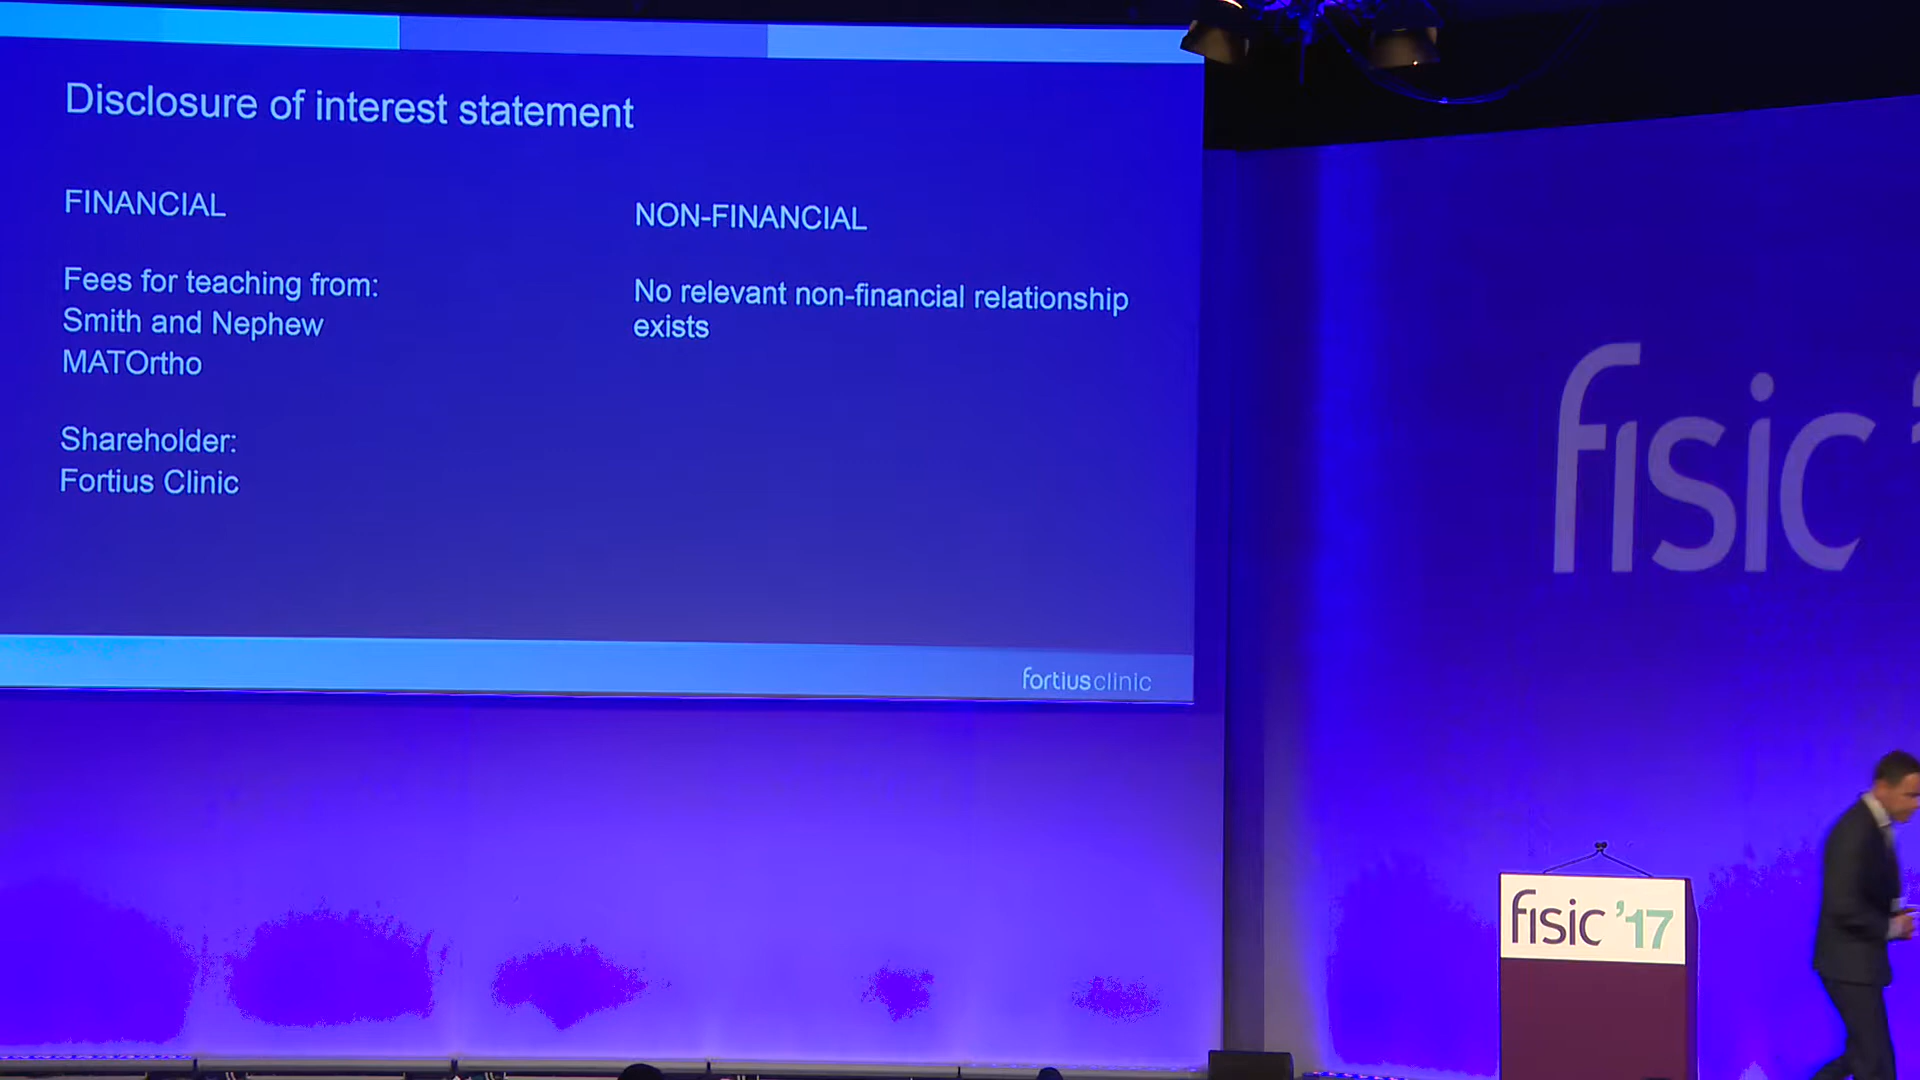 Disclosure of interest statement
FINANCIAL
Fees for teaching from:
Smith and Nephew
MATOrtho
Shareholder:
Fortius Clinic
NON-FINANCIAL
No relevant non-financial relationship
exists
fortiusclinic
fisic
fisic '17